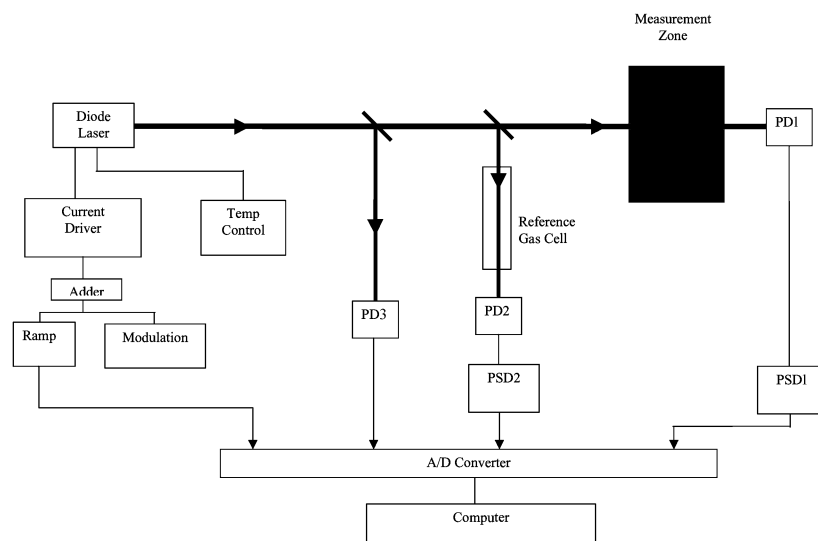 Measurement
Zone
Diode
Laser
PD1
Current
Driver
Temp
Control
Reference
Gas Cell
Adder
PD3
PD2
Ramp
Modulation
PSD2
PSD1
A/D Converter
Computer